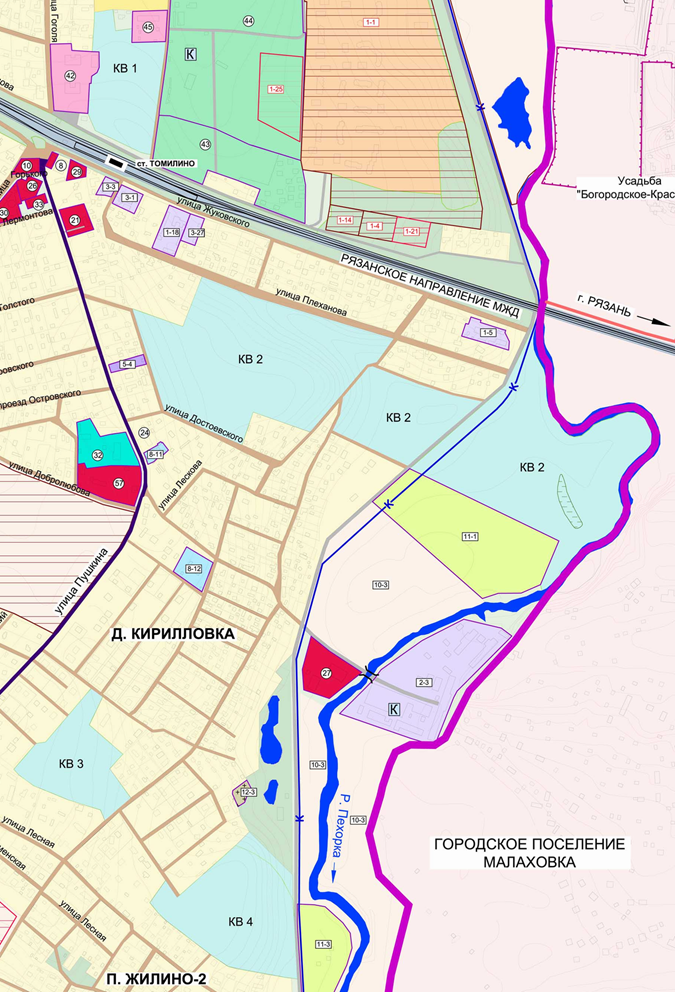 улица Гоголя
45
44
1-1
42
КВ 1
К
1-25
43
ст. ТОМИЛИНО
10
8
29
Горького
26
33
30
Лермонтова
21
3-3
3-1
1-18
3-27
улица Жуковского
1-14
1-4
1-21
Усадьба
"Богородское-Крас
РЯЗАНСКОЕ НАПРАВЛЕНИЕ МЖД
г. РЯЗАНЬ
улица Плеханова
Толстого
1-5
КВ 2
5-4
К
проезд Островского
улица Достоевского
КВ 2
24
32
8-11
КВ 2
57
улица Добролюбова
улица Лескова
К
11-1
8-12
улица Пушкина
10-3
Д. КИРИЛЛОВКА
27
2-3
К
КВ 3
10-3
12-3
К
Р. Пехорка
10-3
улица Лесная
ГОРОДСКОЕ ПОСЕЛЕНИЕ
МАЛАХОВКА
менская
улица Лесная
КВ 4
11-3
П. ЖИЛИНО-2